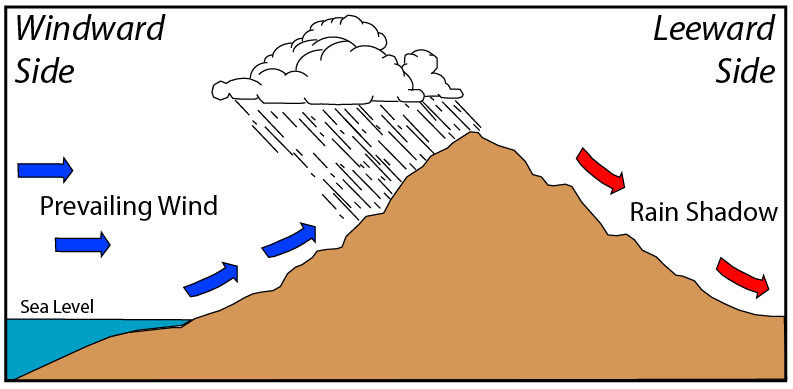 Windward
Side
Leeward
Side
Prevailing Wind
Rain Shadow
Sea Level